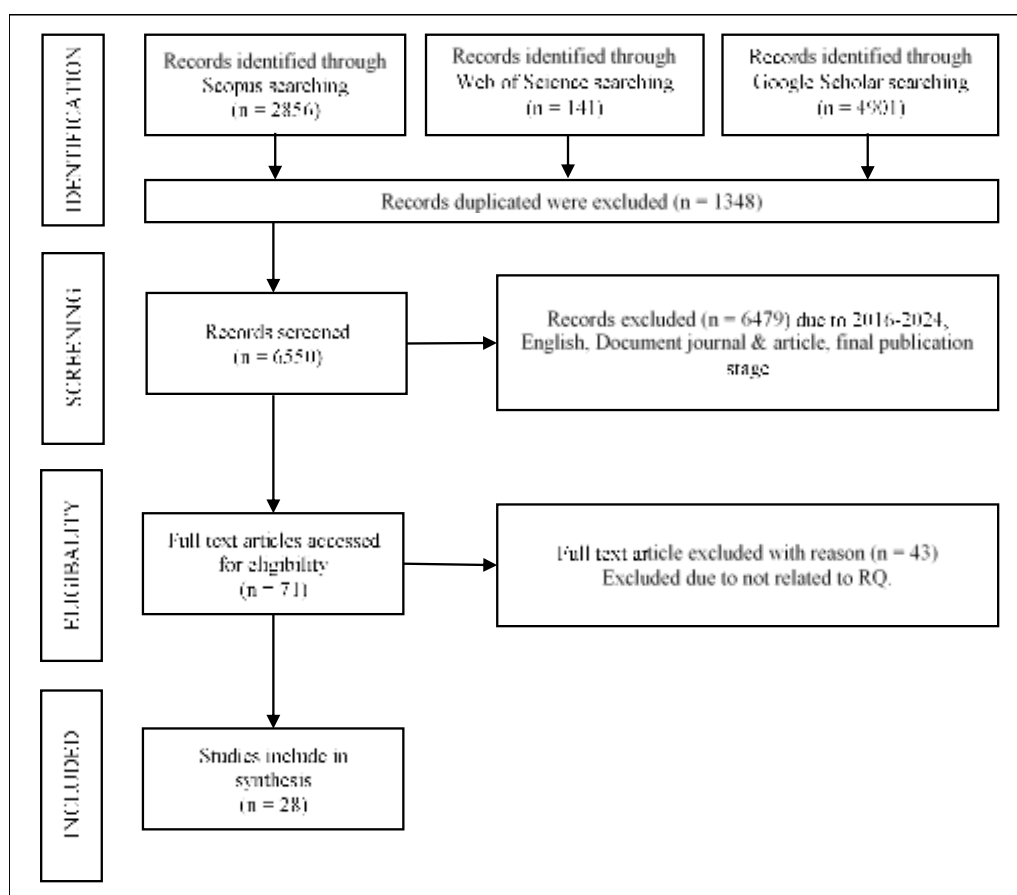 IDENTIFICATION
Records identified through
Scopus searching
(n = 2856)
Records identified through
Web of Science searching
(n = 141)
Records identified through
Google Scholar searching
(n = 4901)
Records duplicated were excluded (n = 1348)
SCREENING
Records screened
(n = 6550)
Records excluded (n = 6479) due to 2016-2024,
English, Document journal & article, final publication
stage
ELIGIBALITY
Full text articles accessed
for eligibility
(n = 71)
Full text article excluded with reason (n = 43)
Excluded due to not related to RQ.
INCLUDED
Studies include in
synthesis
(n = 28)